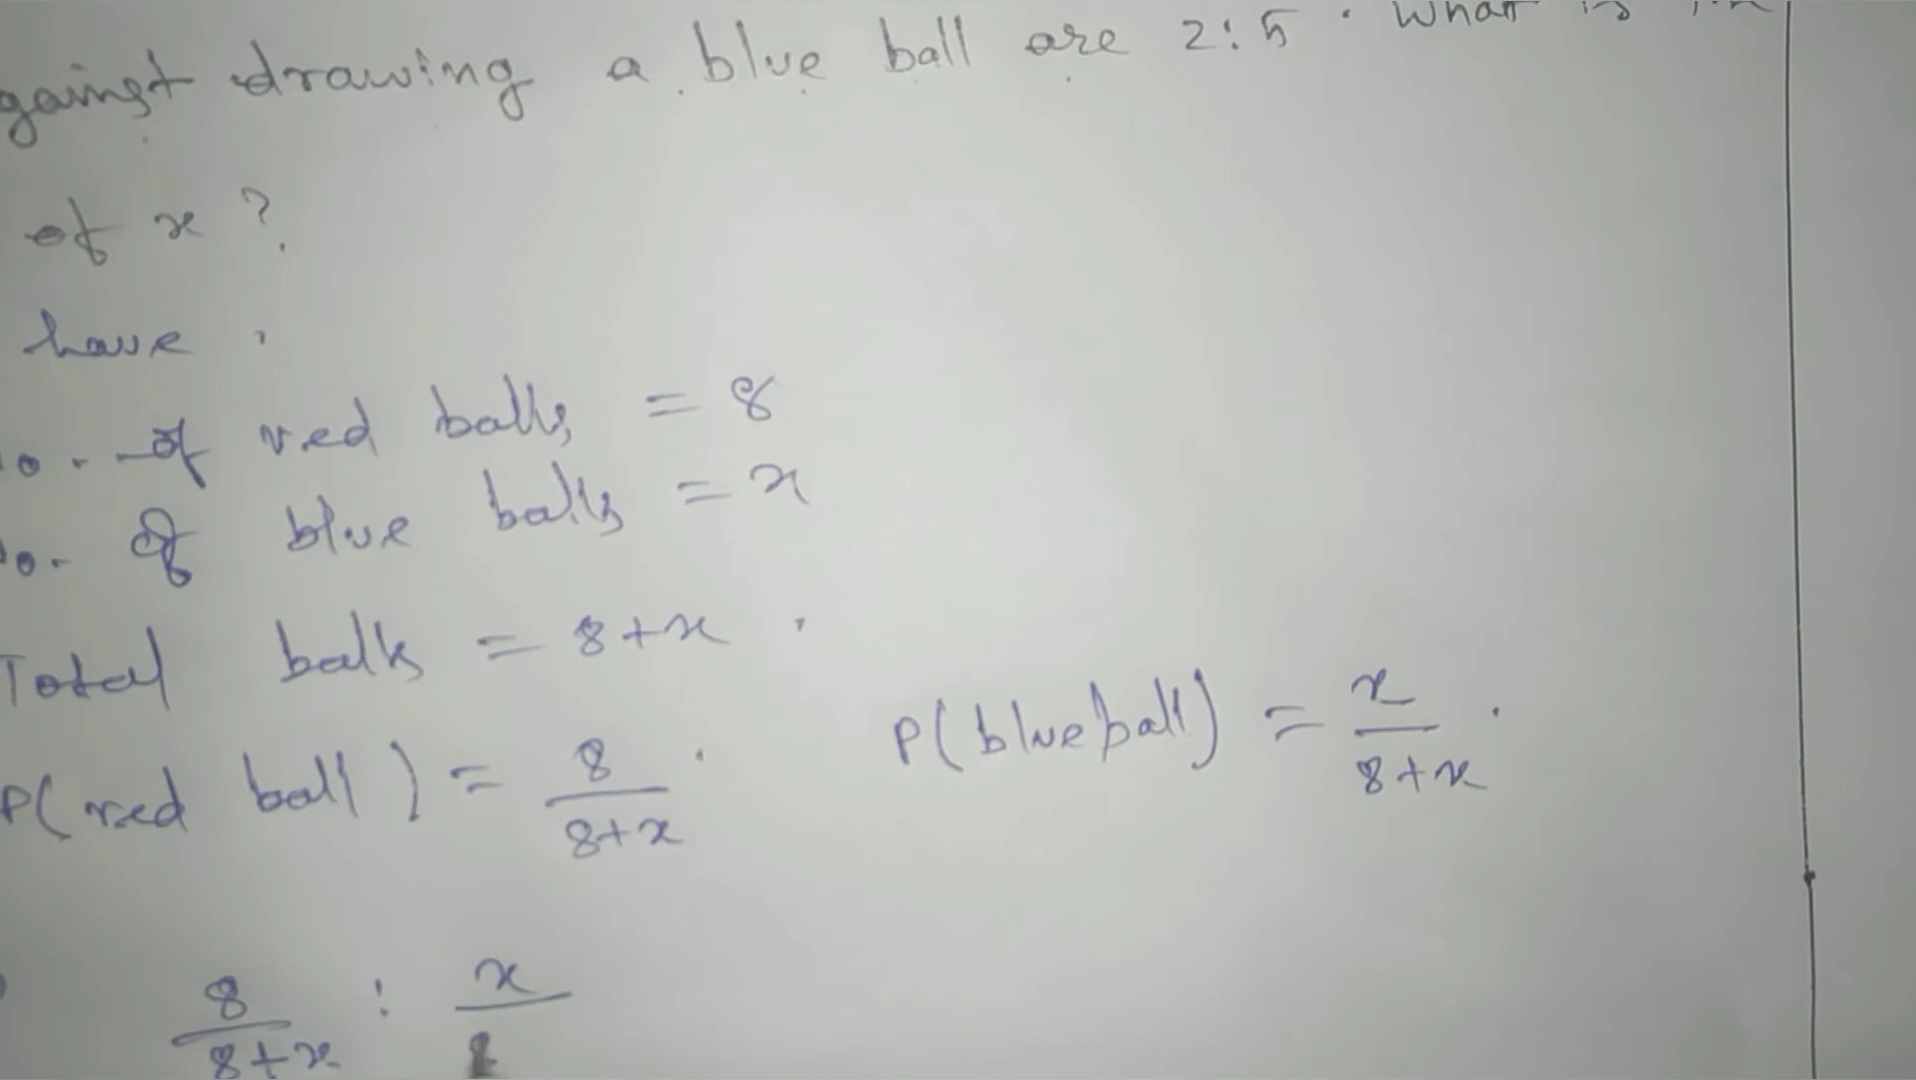 gainst drawing a blue ball are 2:5. What is
of x?
have,
o. of red balls = 8
o. of blue balls = x
Total balls = 8+x.
P(red ball) = 8/8+x. P(blue ball) = x/8+x.
8/8+x : x/